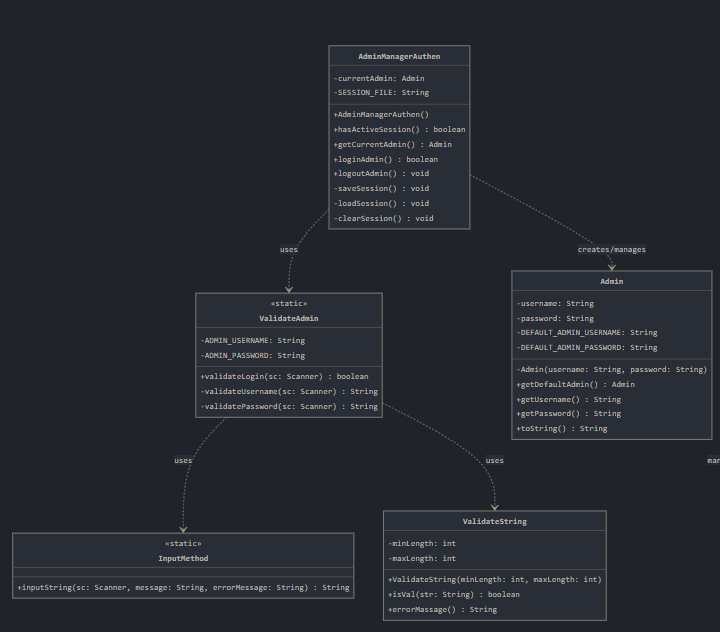 AdminManagerAuthen
-currentAdmin: Admin
-SESSION_FILE: String
+AdminManagerAuthen()
+hasActiveSession() : boolean
+getCurrentAdmin() : Admin
+loginAdmin() : boolean
+logoutAdmin() : void
-saveSession() : void
-loadSession() : void
-clearSession() : void
uses
creates/manages
«static»
ValidateAdmin
-ADMIN_USERNAME: String
-ADMIN_PASSWORD: String
+validateLogin(sc: Scanner) : boolean
-validateUsername(sc: Scanner) : String
-validatePassword(sc: Scanner) : String
Admin
-username: String
-password: String
-DEFAULT_ADMIN_USERNAME: String
-DEFAULT_ADMIN_PASSWORD: String
-Admin(username: String, password: String)
+getDefaultAdmin() : Admin
+getUsername() : String
+getPassword() : String
+toString() : String
uses
uses
«static»
InputMethod
+inputString(sc: Scanner, message: String, errorMessage: String) : String
ValidateString
-minLength: int
-maxLength: int
+ValidateString(minLength: int, maxLength: int)
+isVal(str: String) : boolean
+errorMassage() : String